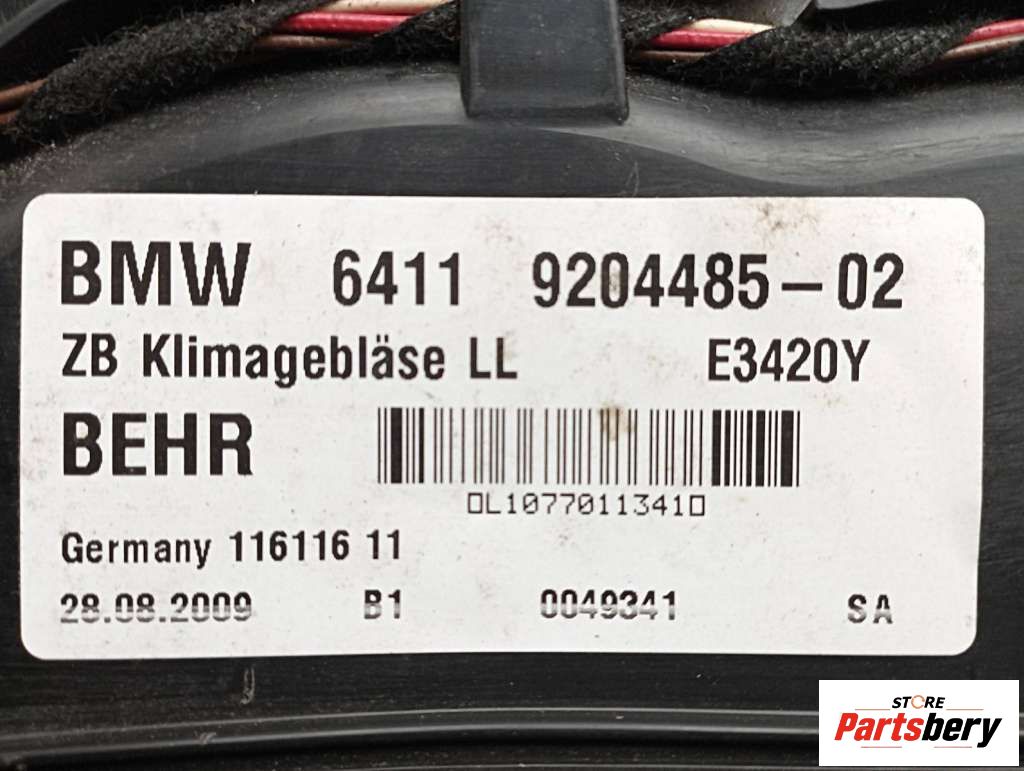 BMW 6411 9204485-02
ZB Klimagebläse LL E3420Y
BEHR
0L10770113410
Germany 116116 11
28.08.2009 B1 0049341 SA
STORE
Partsbery